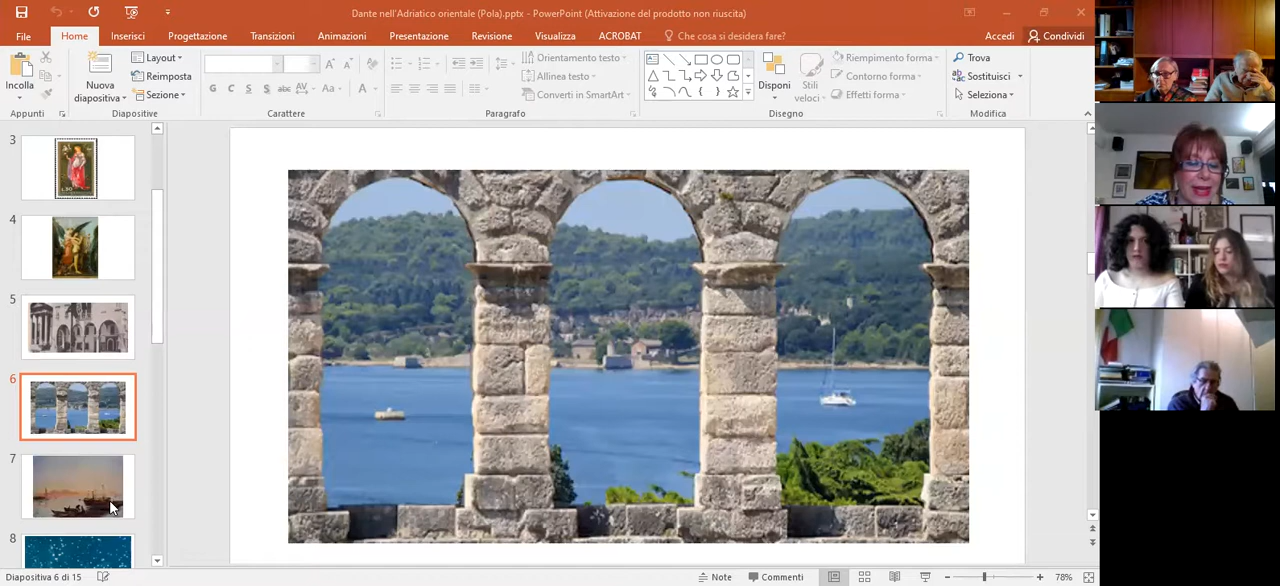 Dante nell'Adriatico orientale (Pola).pptx - PowerPoint (Attivazione del prodotto non riuscita)
File Home Inserisci Progettazione Transizioni Animazioni Presentazione Revisione Visualizza ACROBAT Che cosa si desidera fare? Accedi Condividi
Incolla
Nuova diapositiva
Layout
Reimposta
Sezione
G C S S abc AV Aa A
Orientamento testo
Allinea testo
Converti in SmartArt
Disponi
Stili veloci
Riempimento forma
Contorno forma
Effetti forma
Trova
Sostituisci
Seleziona
Appunti Diapositive Carattere Paragrafo Disegno Modifica
3
4
5
6
7
8
Diapositiva 6 di 15 Note Commenti 78%